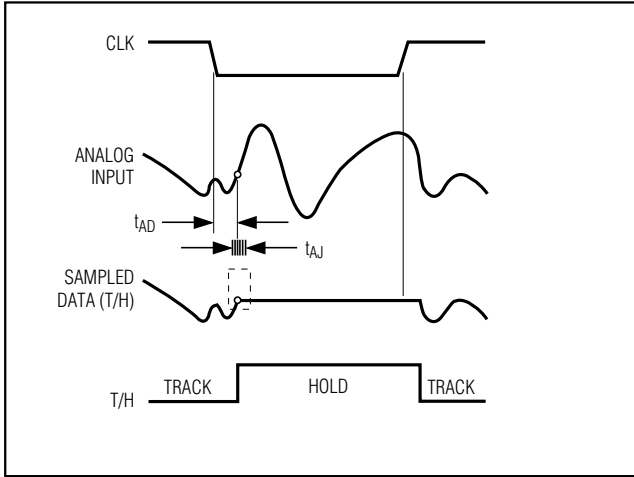 CLK
ANALOG
INPUT
tAD
tAJ
SAMPLED
DATA (T/H)
TRACK
HOLD
TRACK
T/H